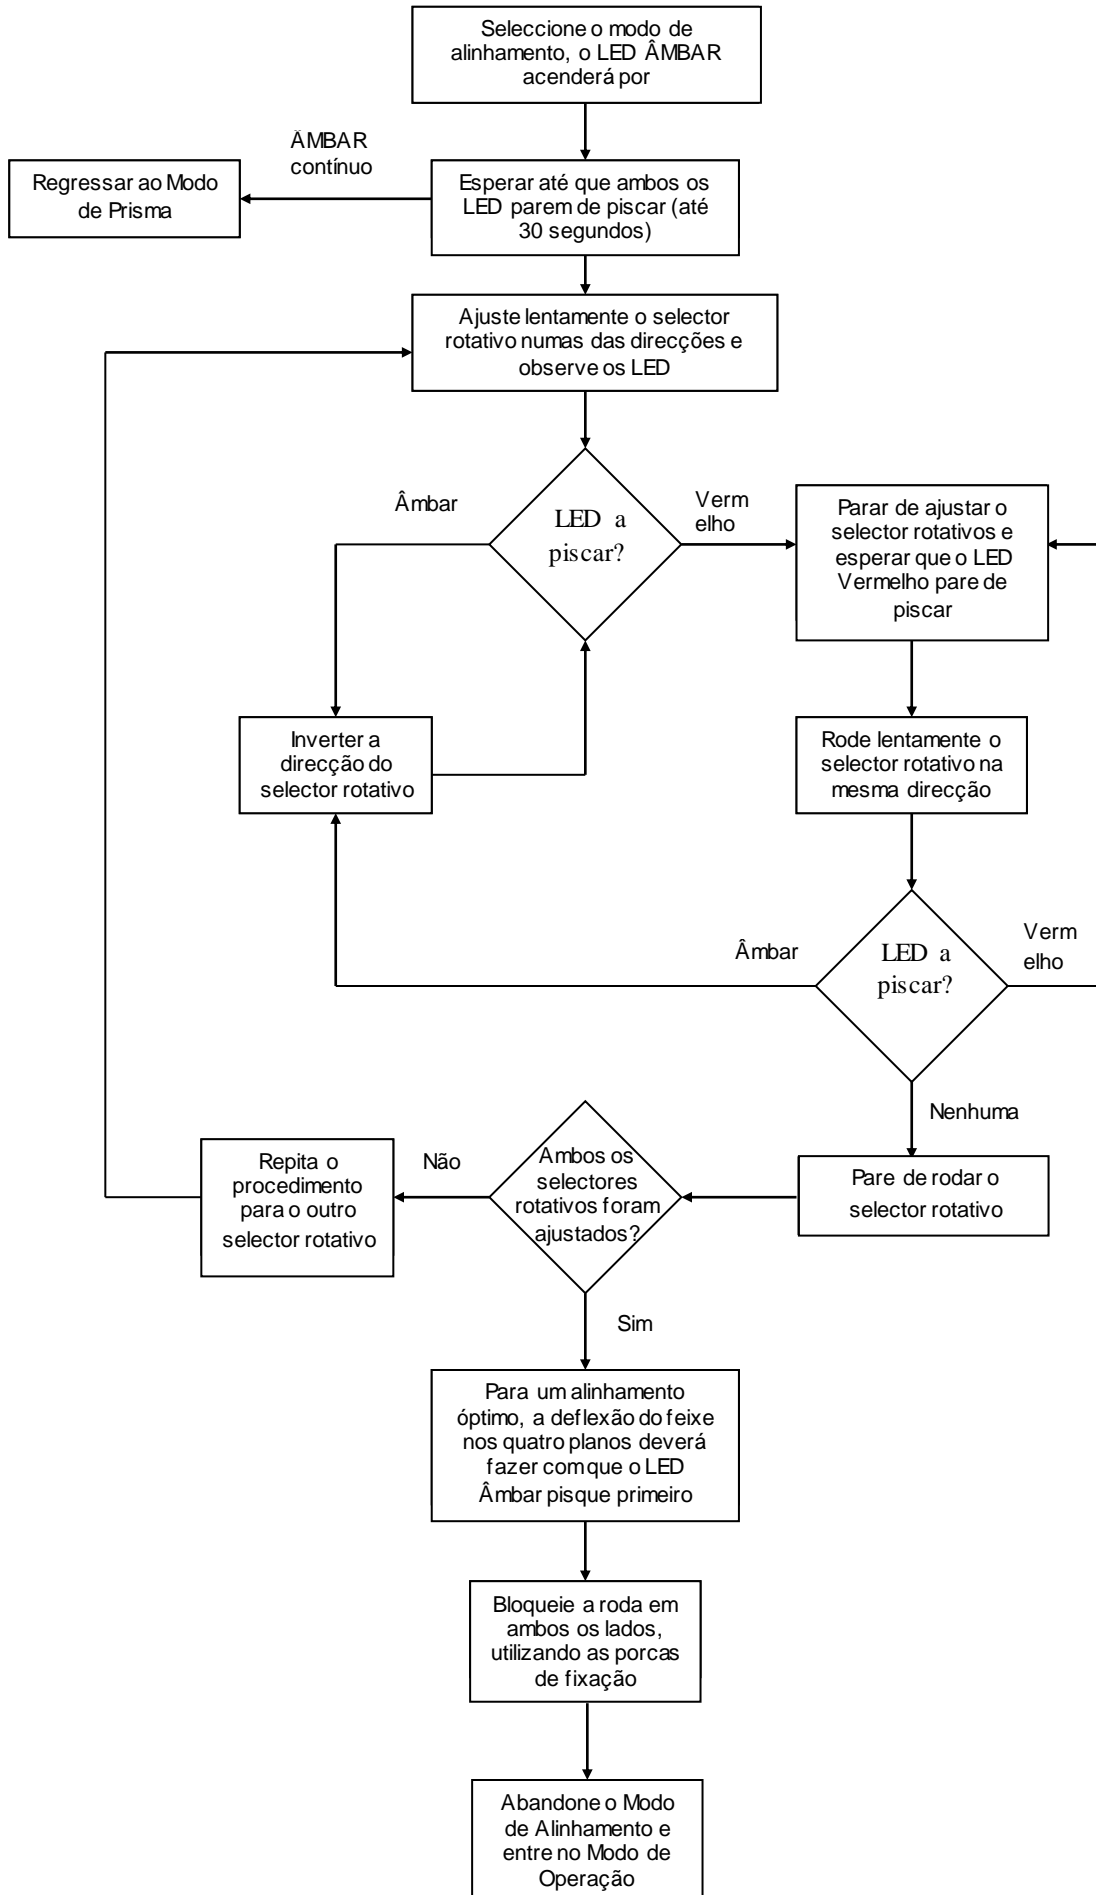 Seleccione o modo de
alinhamento, o LED ÂMBAR
acenderá por
ÂMBAR
contínuo
Regressar ao Modo
de Prisma
Esperar até que ambos os
LED parem de piscar (até
30 segundos)
Ajuste lentamente o selector
rotativo numas das direcções e
observe os LED
Âmbar
LED a
piscar?
Verm
elho
Parar de ajustar o
selector rotativos e
esperar que o LED
Vermelho pare de
piscar
Inverter a
direcção do
selector rotativo
Rode lentamente o
selector rotativo na
mesma direcção
Âmbar
LED a
piscar?
Verm
elho
Nenhuma
Repita o
procedimento
para o outro
selector rotativo
Não
Ambos os
selectores
rotativos foram
ajustados?
Pare de rodar o
selector rotativo
Sim
Para um alinhamento
óptimo, a deflexão do feixe
nos quatro planos deverá
fazer com que o LED
Âmbar pisque primeiro
Bloqueie a roda em
ambos os lados,
utilizando as porcas
de fixação
Abandone o Modo
de Alinhamento e
entre no Modo de
Operação